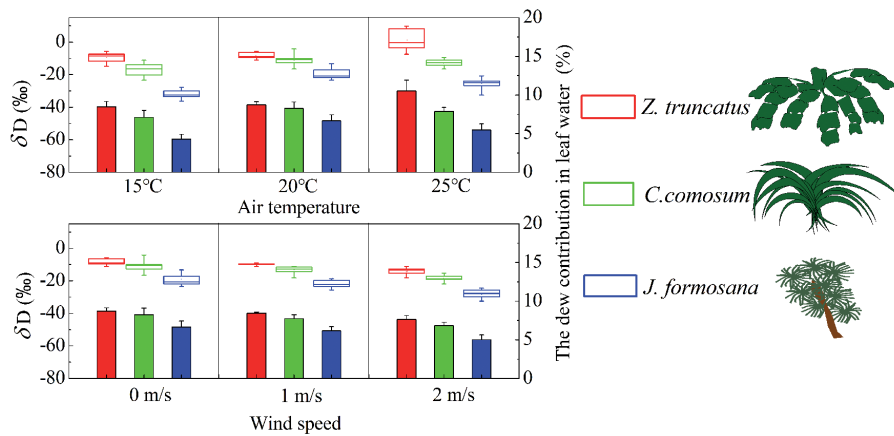 0
-20
-40
-60
-80
δD (‰)
20
15
10
5
0
15°C
20°C
25°C
Air temperature
0
-20
-40
-60
-80
δD (‰)
20
15
10
5
0
0 m/s
1 m/s
2 m/s
Wind speed
The dew contribution in leaf water (%)
Z. truncatus
C.comosum
J. formosana